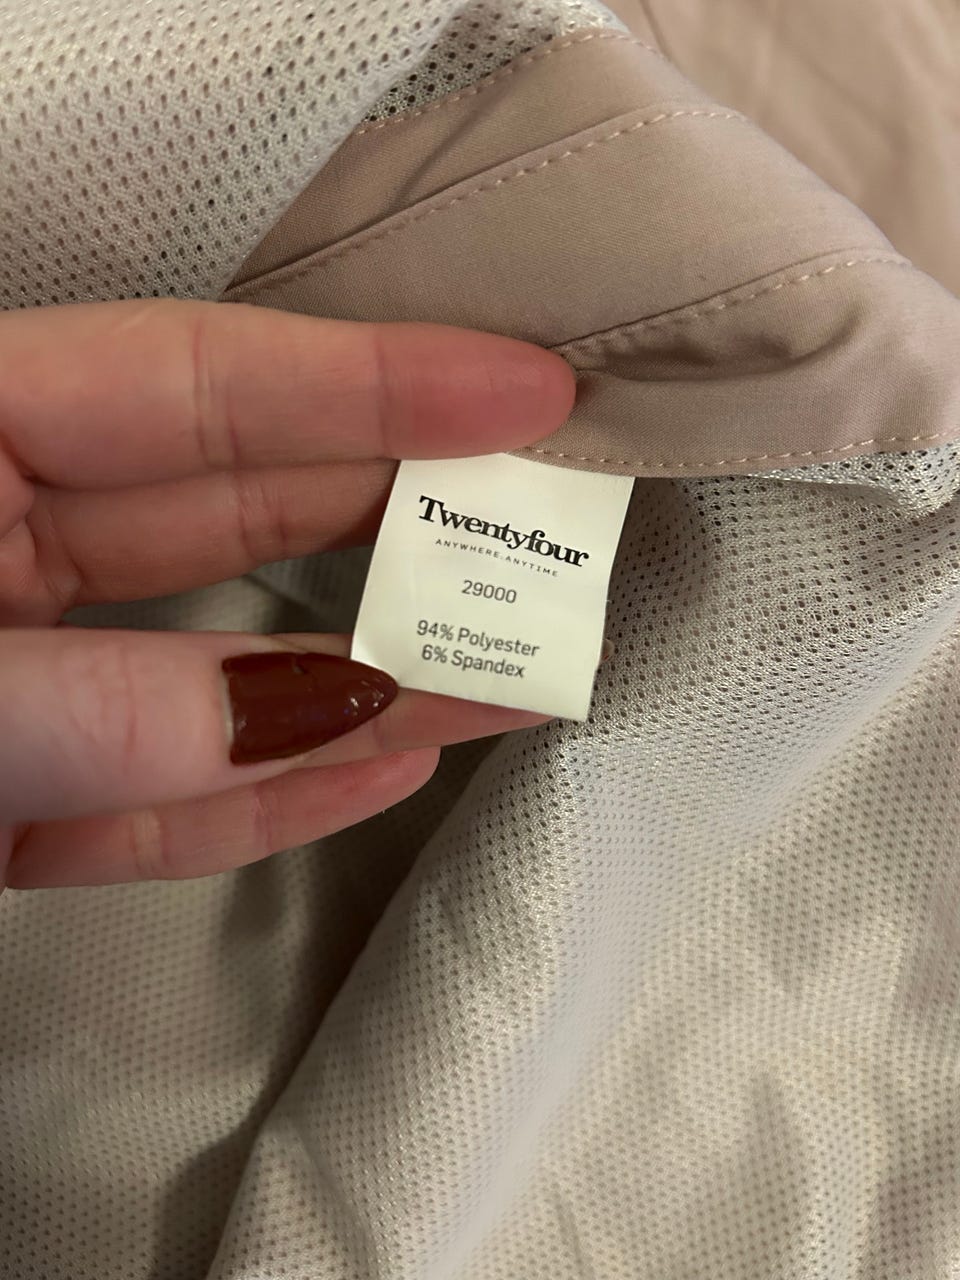 Twentyfour
ANYWHERE.ANYTIME
29000
94% Polyester
6% Spandex